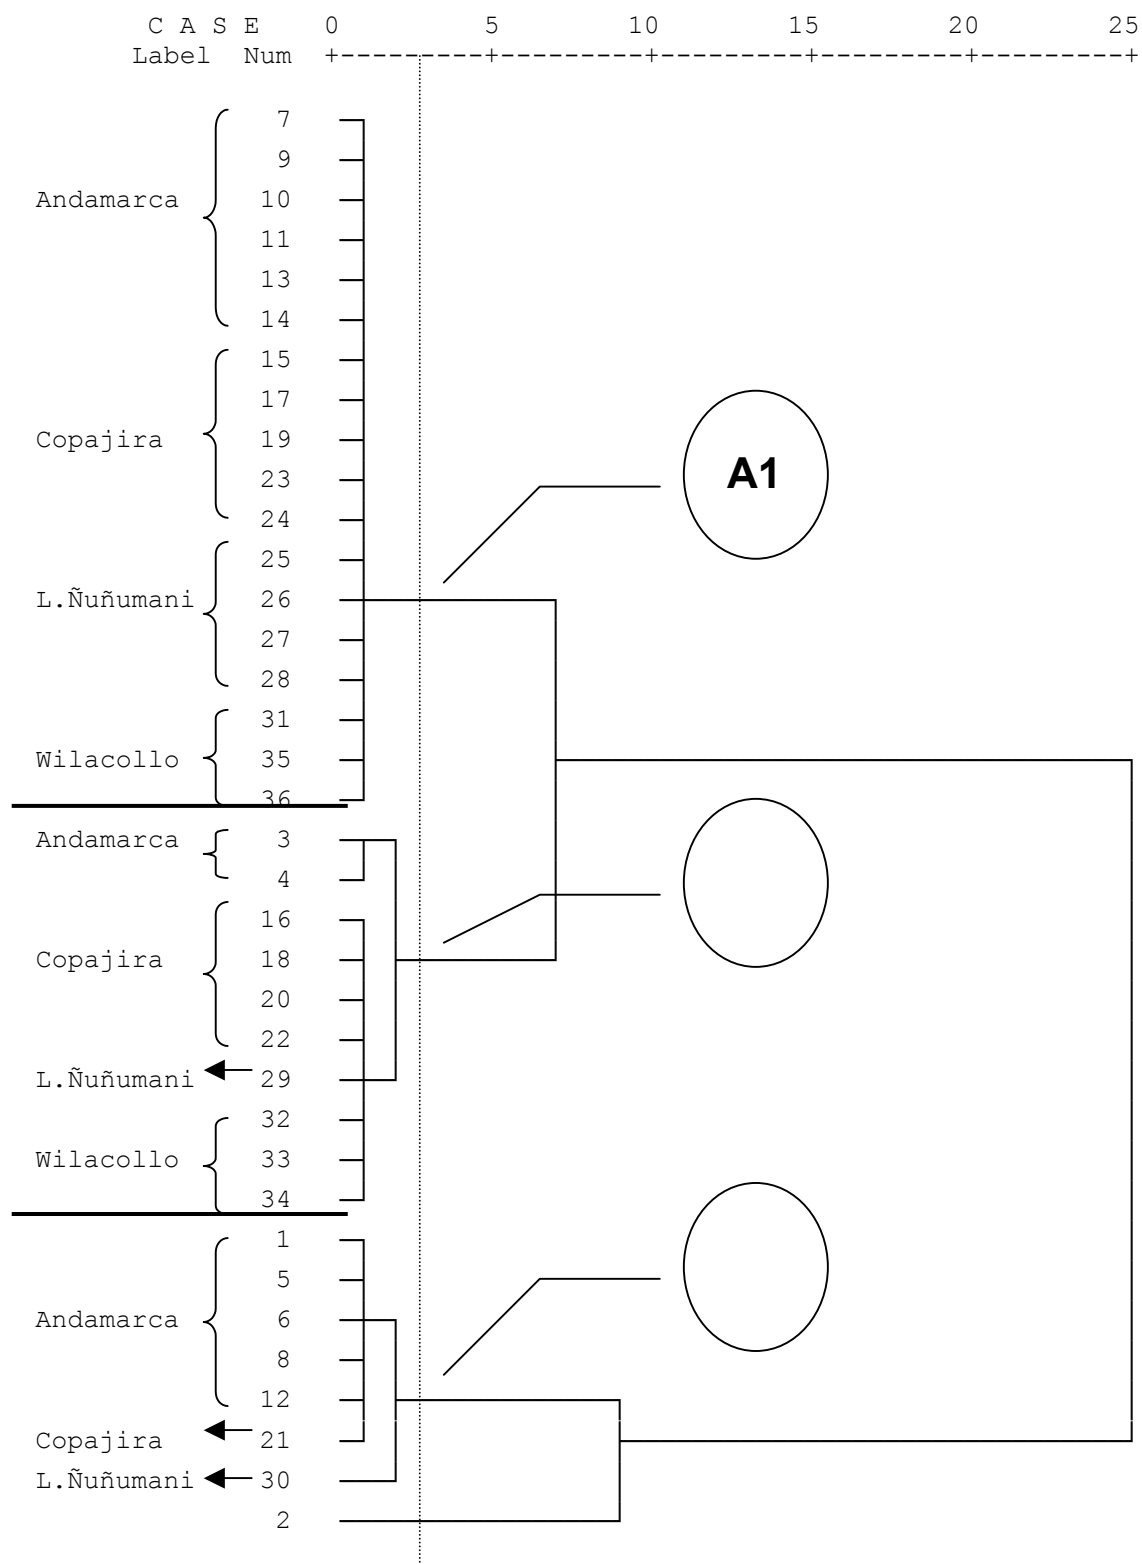 C A S E 0 5 10 15 20 25
Label Num +---------+---------+---------+---------+---------+
7
9
Andamarca 10
11
13
14
15
17
Copajira 19
23
A1
24
25
L.Ñuñumani 26
27
28
31
Wilacollo 35
36
Andamarca 3
4
16
Copajira 18
20
22
L.Ñuñumani 29
32
Wilacollo 33
34
1
5
Andamarca 6
8
12
Copajira 21
L.Ñuñumani 30
2